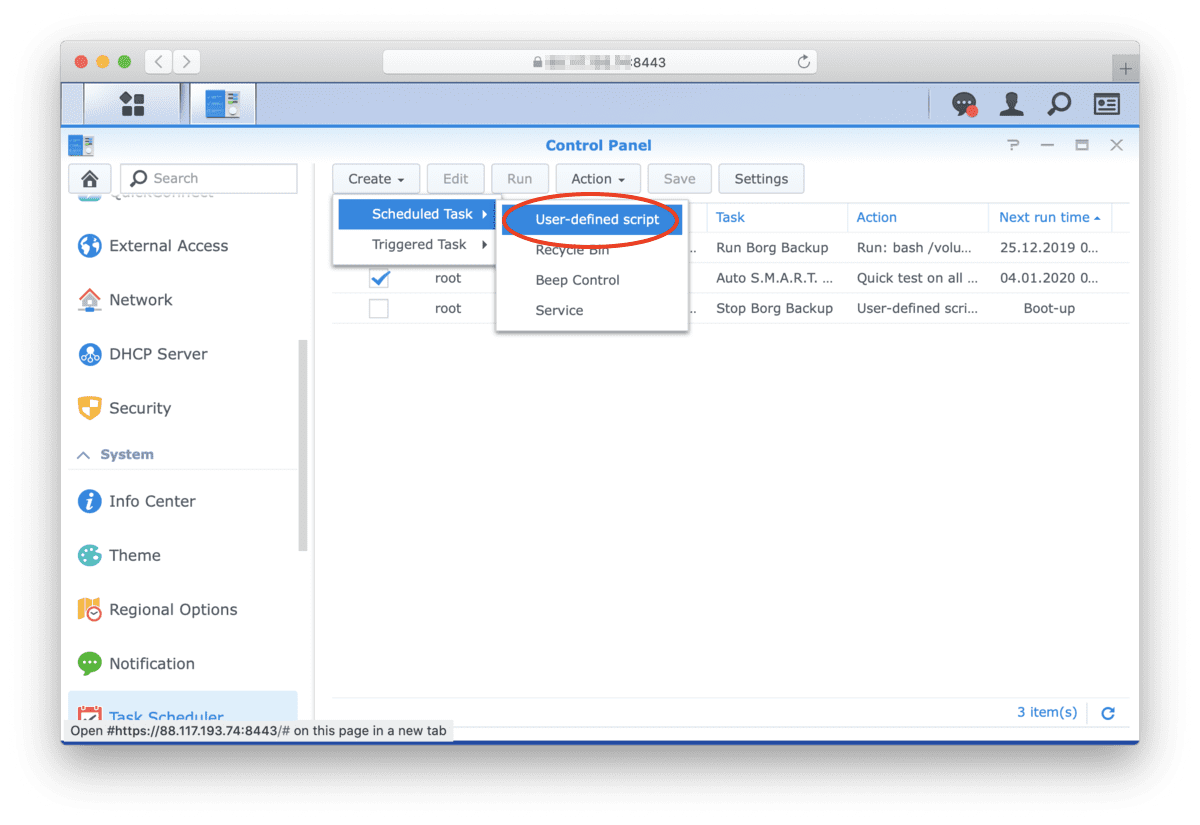 :8443
Control Panel
Search
Create Edit Run Action Save Settings
QuickConnect
Scheduled Task
Triggered Task
User-defined script
Recycle Bin
Beep Control
Service
Task Action Next run time
Run Borg Backup Run: bash /volu... 25.12.2019 0...
root Auto S.M.A.R.T. ... Quick test on all ... 04.01.2020 0...
root Stop Borg Backup User-defined scri... Boot-up
External Access
Network
DHCP Server
Security
System
Info Center
Theme
Regional Options
Notification
Task Scheduler
3 item(s)
Open #https://88.117.193.74:8443/# on this page in a new tab